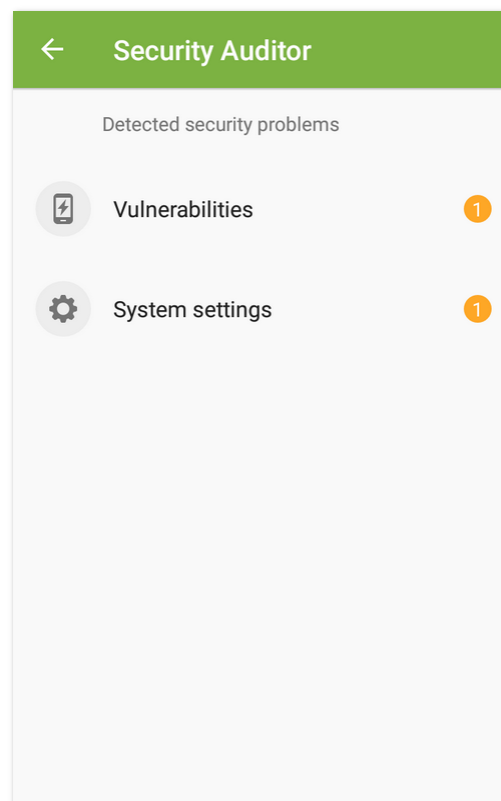 Security Auditor
Detected security problems
Vulnerabilities 1
System settings 1